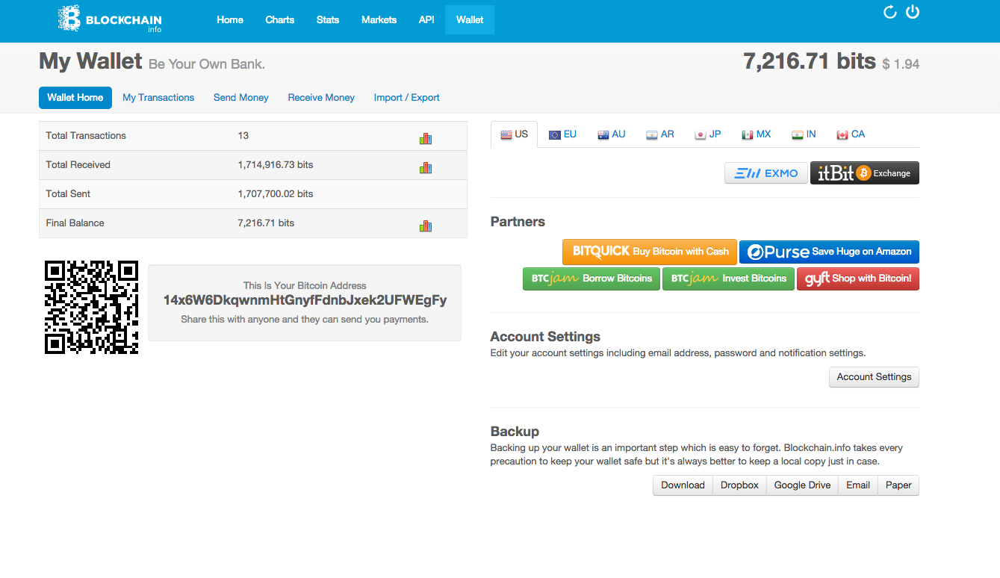 BLOCKCHAIN
info
Home Charts Stats Markets API Wallet
My Wallet Be Your Own Bank.
7,216.71 bits $ 1.94
Wallet Home My Transactions Send Money Receive Money Import / Export
Total Transactions 13
Total Received 1,714,916.73 bits
Total Sent 1,707,700.02 bits
Final Balance 7,216.71 bits
This Is Your Bitcoin Address
14x6W6DkqwnmHtGnyfFdnbJxek2UFWEgFy
Share this with anyone and they can send you payments.
US EU AU AR JP MX IN CA
EXMO itBit Exchange
Partners
BITQUICK Buy Bitcoin with Cash Purse Save Huge on Amazon
BTCjam Borrow Bitcoins BTCjam Invest Bitcoins gyft Shop with Bitcoin!
Account Settings
Edit your account settings including email address, password and notification settings.
Account Settings
Backup
Backing up your wallet is an important step which is easy to forget. Blockchain.info takes every
precaution to keep your wallet safe but it's always better to keep a local copy just in case.
Download Dropbox Google Drive Email Paper